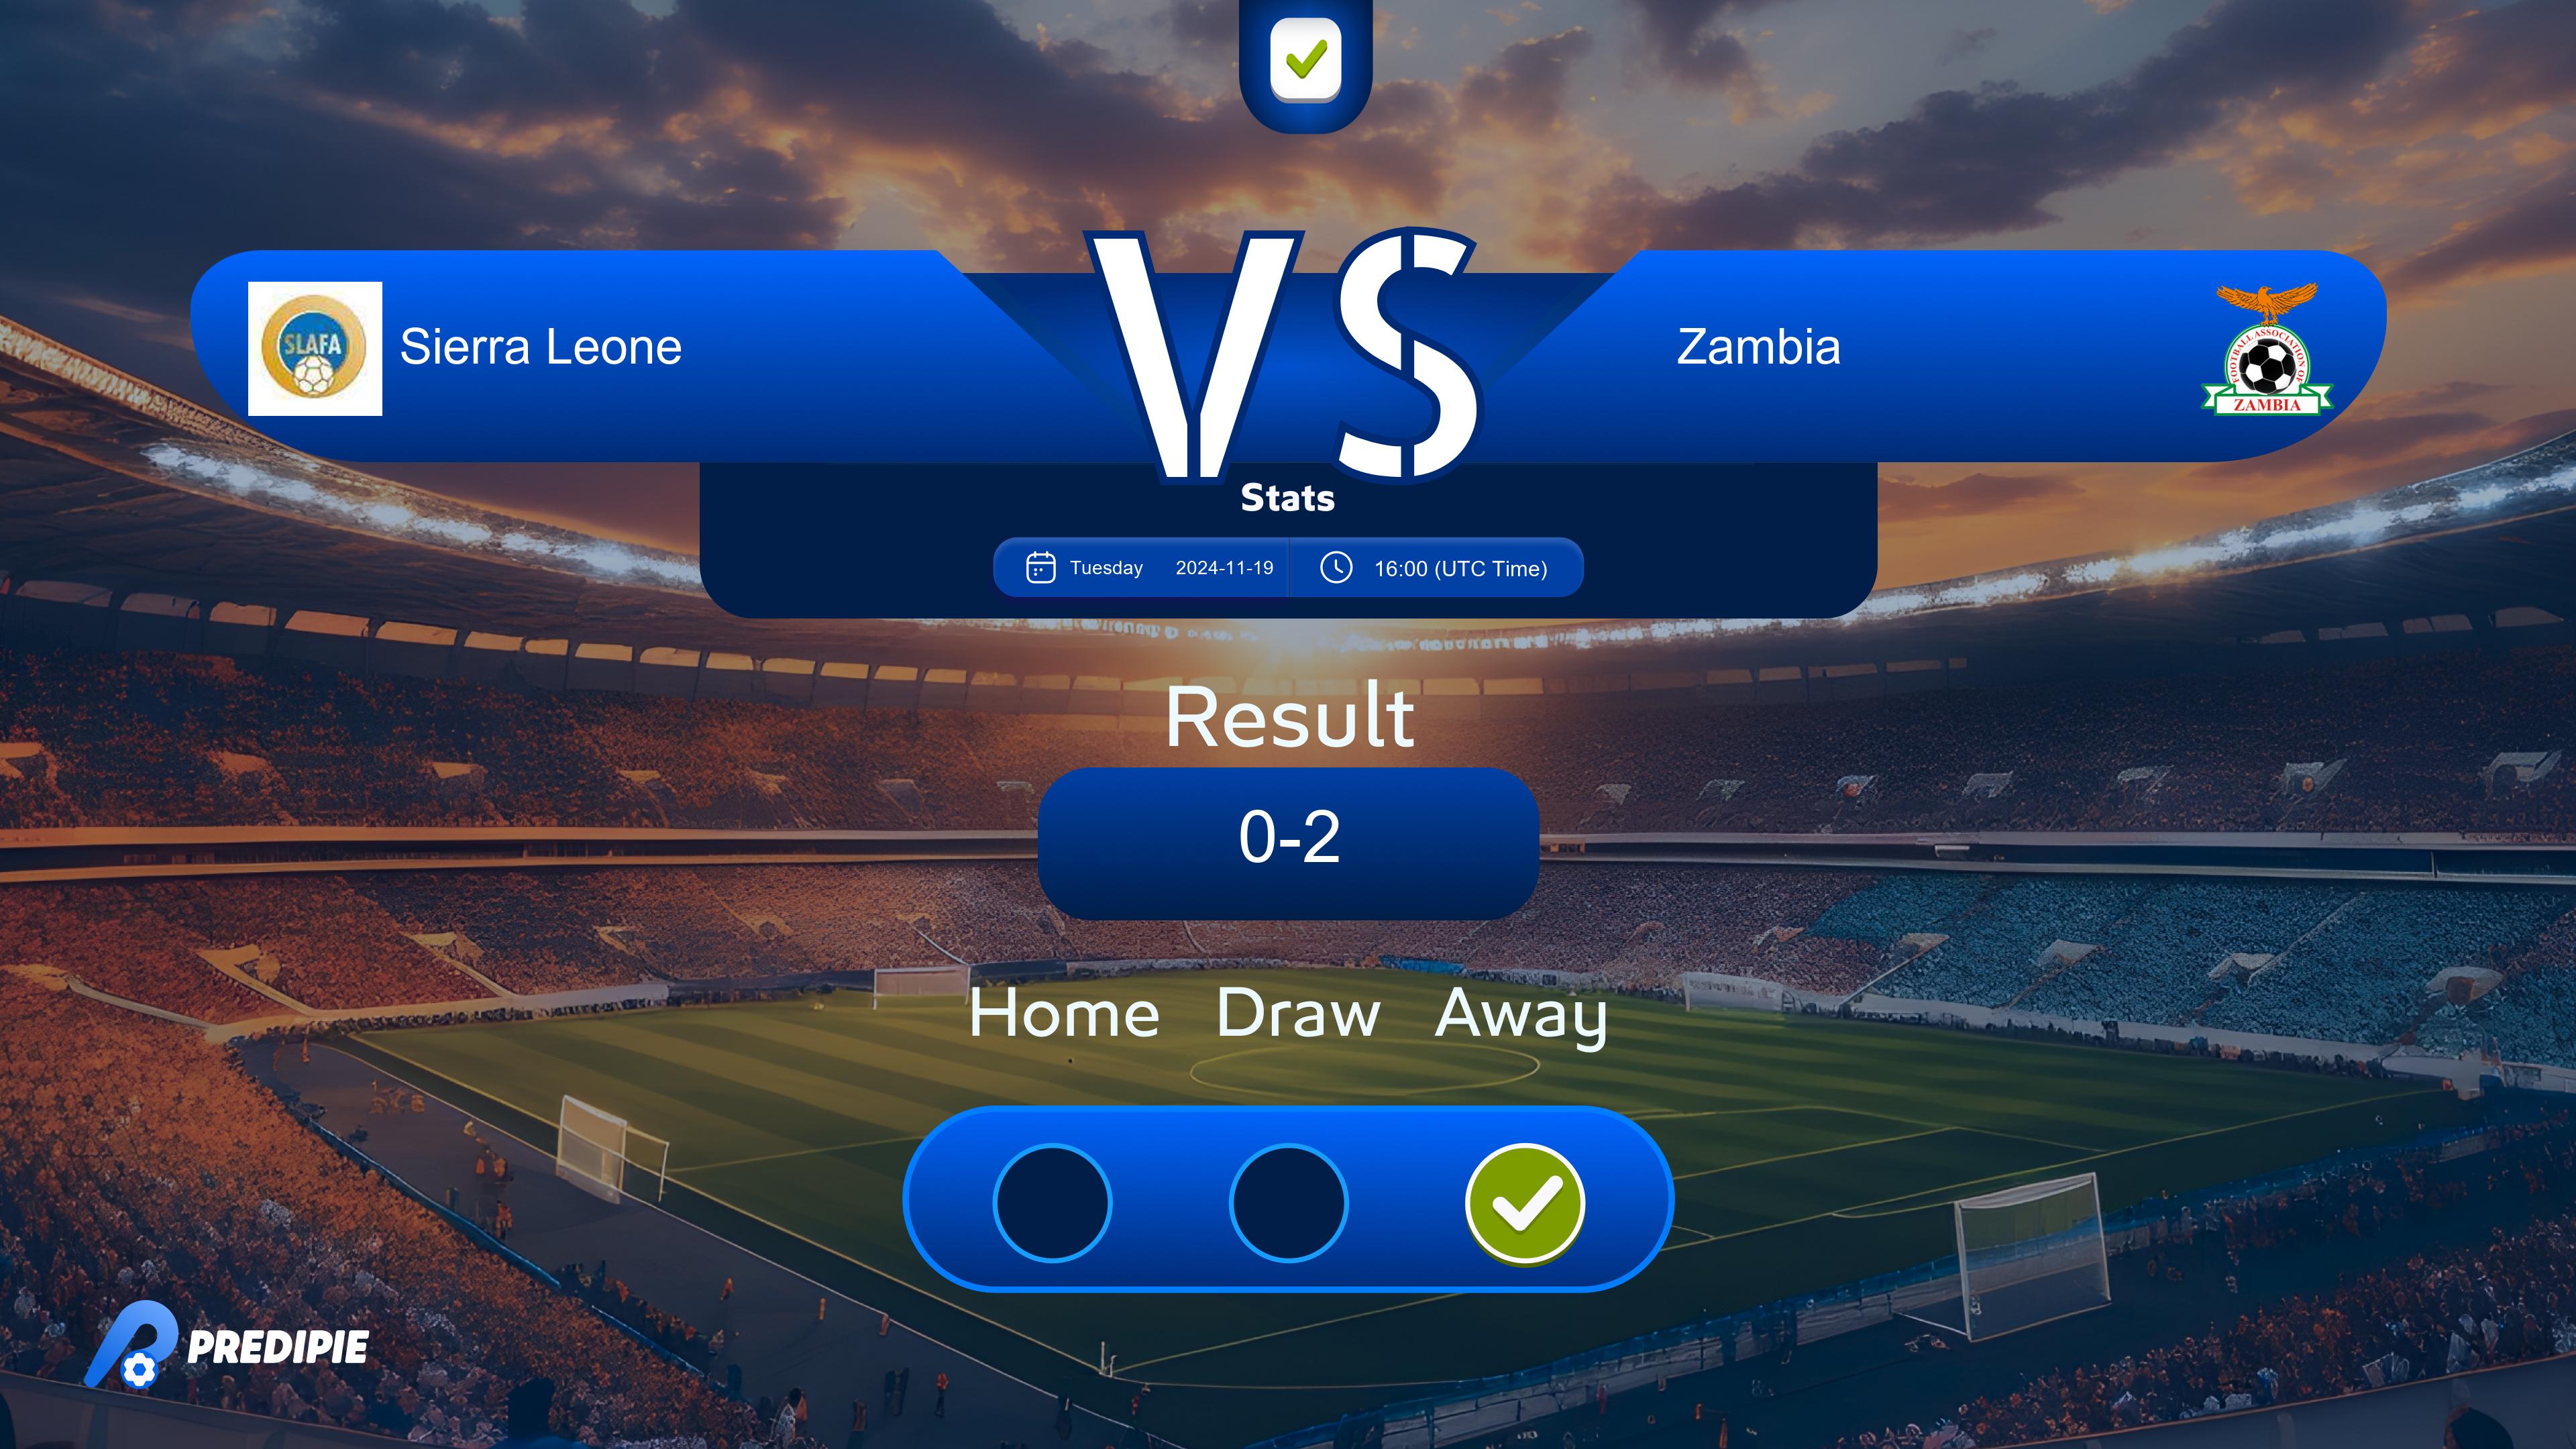 VS
SLAFA
Sierra Leone
Zambia
FOOTBALL ASSOCIATION OF
ZAMBIA
Stats
Tuesday 2024-11-19 16:00 (UTC Time)
Result
0-2
Home Draw Away
PREDIPIE